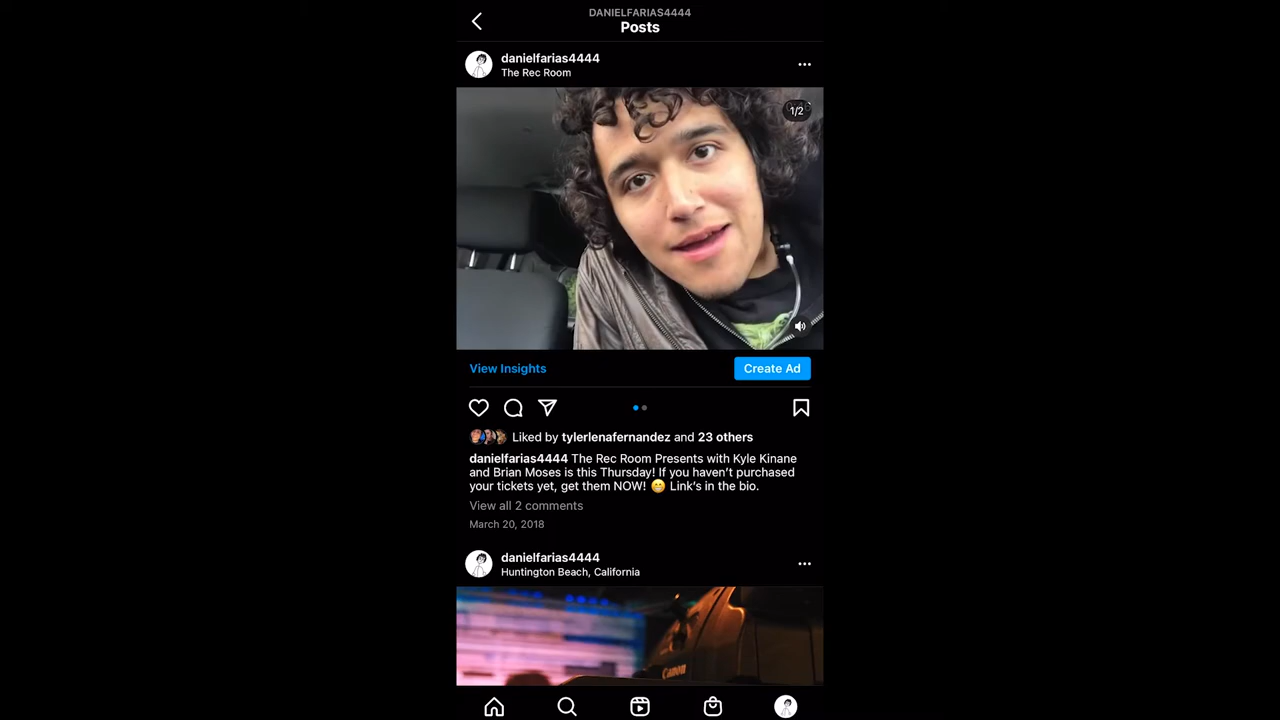 DANIELFARIAS4444
Posts
danielfarias4444
The Rec Room
1/2
View Insights
Create Ad
Liked by tylerlenafernandez and 23 others
danielfarias4444 The Rec Room Presents with Kyle Kinane
and Brian Moses is this Thursday! If you haven’t purchased
your tickets yet, get them NOW! 😁 Link’s in the bio.
View all 2 comments
March 20, 2018
danielfarias4444
Huntington Beach, California
Canon